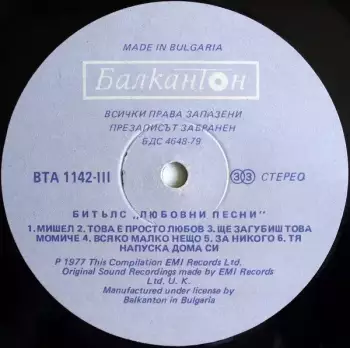 MADE IN BULGARIA
Балкантон
ВСИЧКИ ПРАВА ЗАПАЗЕНИ
ПРЕЗАПИСЪТ ЗАБРАНЕН
БДС 4648-79
ВТА 1142-III
33 СТЕРЕО
БИТЪЛС „ЛЮБОВНИ ПЕСНИ"
1. МИШЕЛ 2. ТОВА Е ПРОСТО ЛЮБОВ 3. ЩЕ ЗАГУБИШ ТОВА
МОМИЧЕ 4. ВСЯКО МАЛКО НЕЩО 5. ЗА НИКОГО 6. ТЯ
НАПУСКА ДОМА СИ
P 1977 This Compilation EMI Records Ltd.
Original Sound Recordings made by EMI Records
Ltd. U. K.
Manufactured under license by
Balkanton in Bulgaria